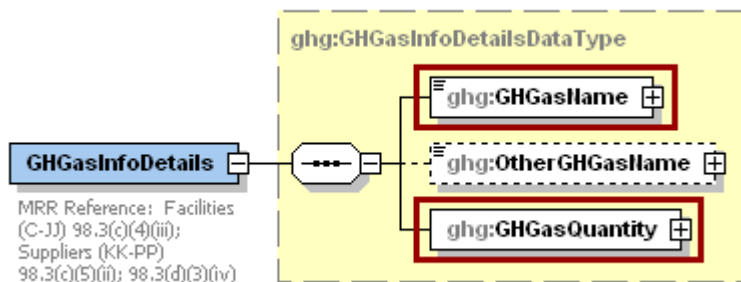 ghg:GHGasInfoDetailsDataType
ghg:GHGasName
GHGasInfoDetails
ghg:OtherGHGasName
MRR Reference: Facilities
(C-JJ) 98.3(c)(4)(iii);
Suppliers (KK-PP)
98.3(c)(5)(ii); 98.3(d)(3)(iv)
ghg:GHGasQuantity